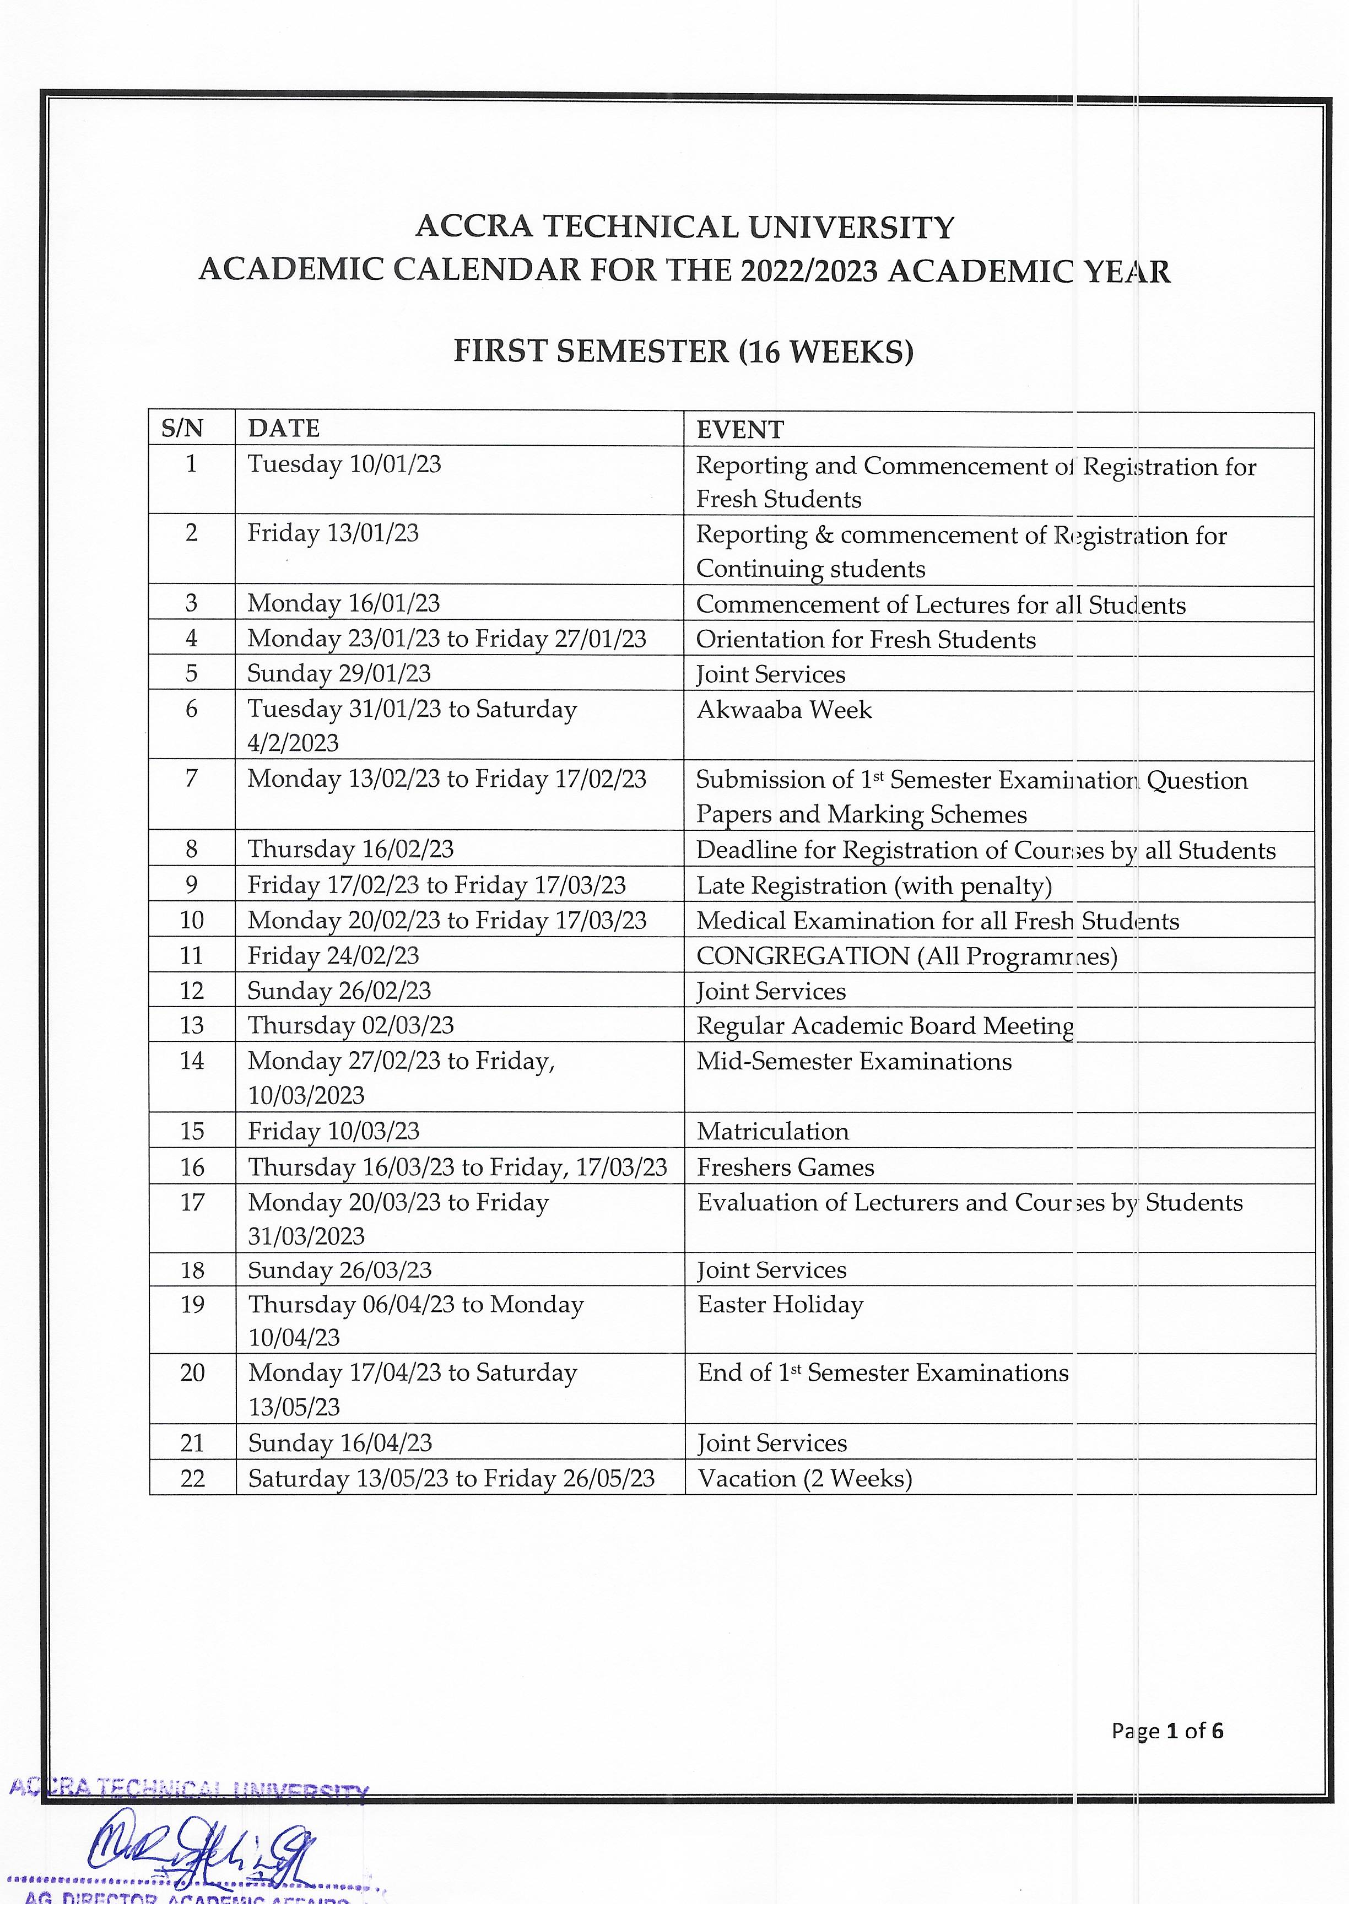 ACCRA TECHNICAL UNIVERSITY
ACADEMIC CALENDAR FOR THE 2022/2023 ACADEMIC YEAR
FIRST SEMESTER (16 WEEKS)
S/N DATE EVENT
1 Tuesday 10/01/23 Reporting and Commencement of Registration for
Fresh Students
2 Friday 13/01/23 Reporting & commencement of Registration for
Continuing students
3 Monday 16/01/23 Commencement of Lectures for all Students
4 Monday 23/01/23 to Friday 27/01/23 Orientation for Fresh Students
5 Sunday 29/01/23 Joint Services
6 Tuesday 31/01/23 to Saturday Akwaaba Week
4/2/2023
7 Monday 13/02/23 to Friday 17/02/23 Submission of 1st Semester Examination Question
Papers and Marking Schemes
8 Thursday 16/02/23 Deadline for Registration of Courses by all Students
9 Friday 17/02/23 to Friday 17/03/23 Late Registration (with penalty)
10 Monday 20/02/23 to Friday 17/03/23 Medical Examination for all Fresh Students
11 Friday 24/02/23 CONGREGATION (All Programmes)
12 Sunday 26/02/23 Joint Services
13 Thursday 02/03/23 Regular Academic Board Meeting
14 Monday 27/02/23 to Friday, Mid-Semester Examinations
10/03/2023
15 Friday 10/03/23 Matriculation
16 Thursday 16/03/23 to Friday, 17/03/23 Freshers Games
17 Monday 20/03/23 to Friday Evaluation of Lecturers and Courses by Students
31/03/2023
18 Sunday 26/03/23 Joint Services
19 Thursday 06/04/23 to Monday Easter Holiday
10/04/23
20 Monday 17/04/23 to Saturday End of 1st Semester Examinations
13/05/23
21 Sunday 16/04/23 Joint Services
22 Saturday 13/05/23 to Friday 26/05/23 Vacation (2 Weeks)
Page 1 of 6
ACCRA TECHNICAL UNIVERSITY
AG. DIRECTOR, ACADEMIC AFFAIRS